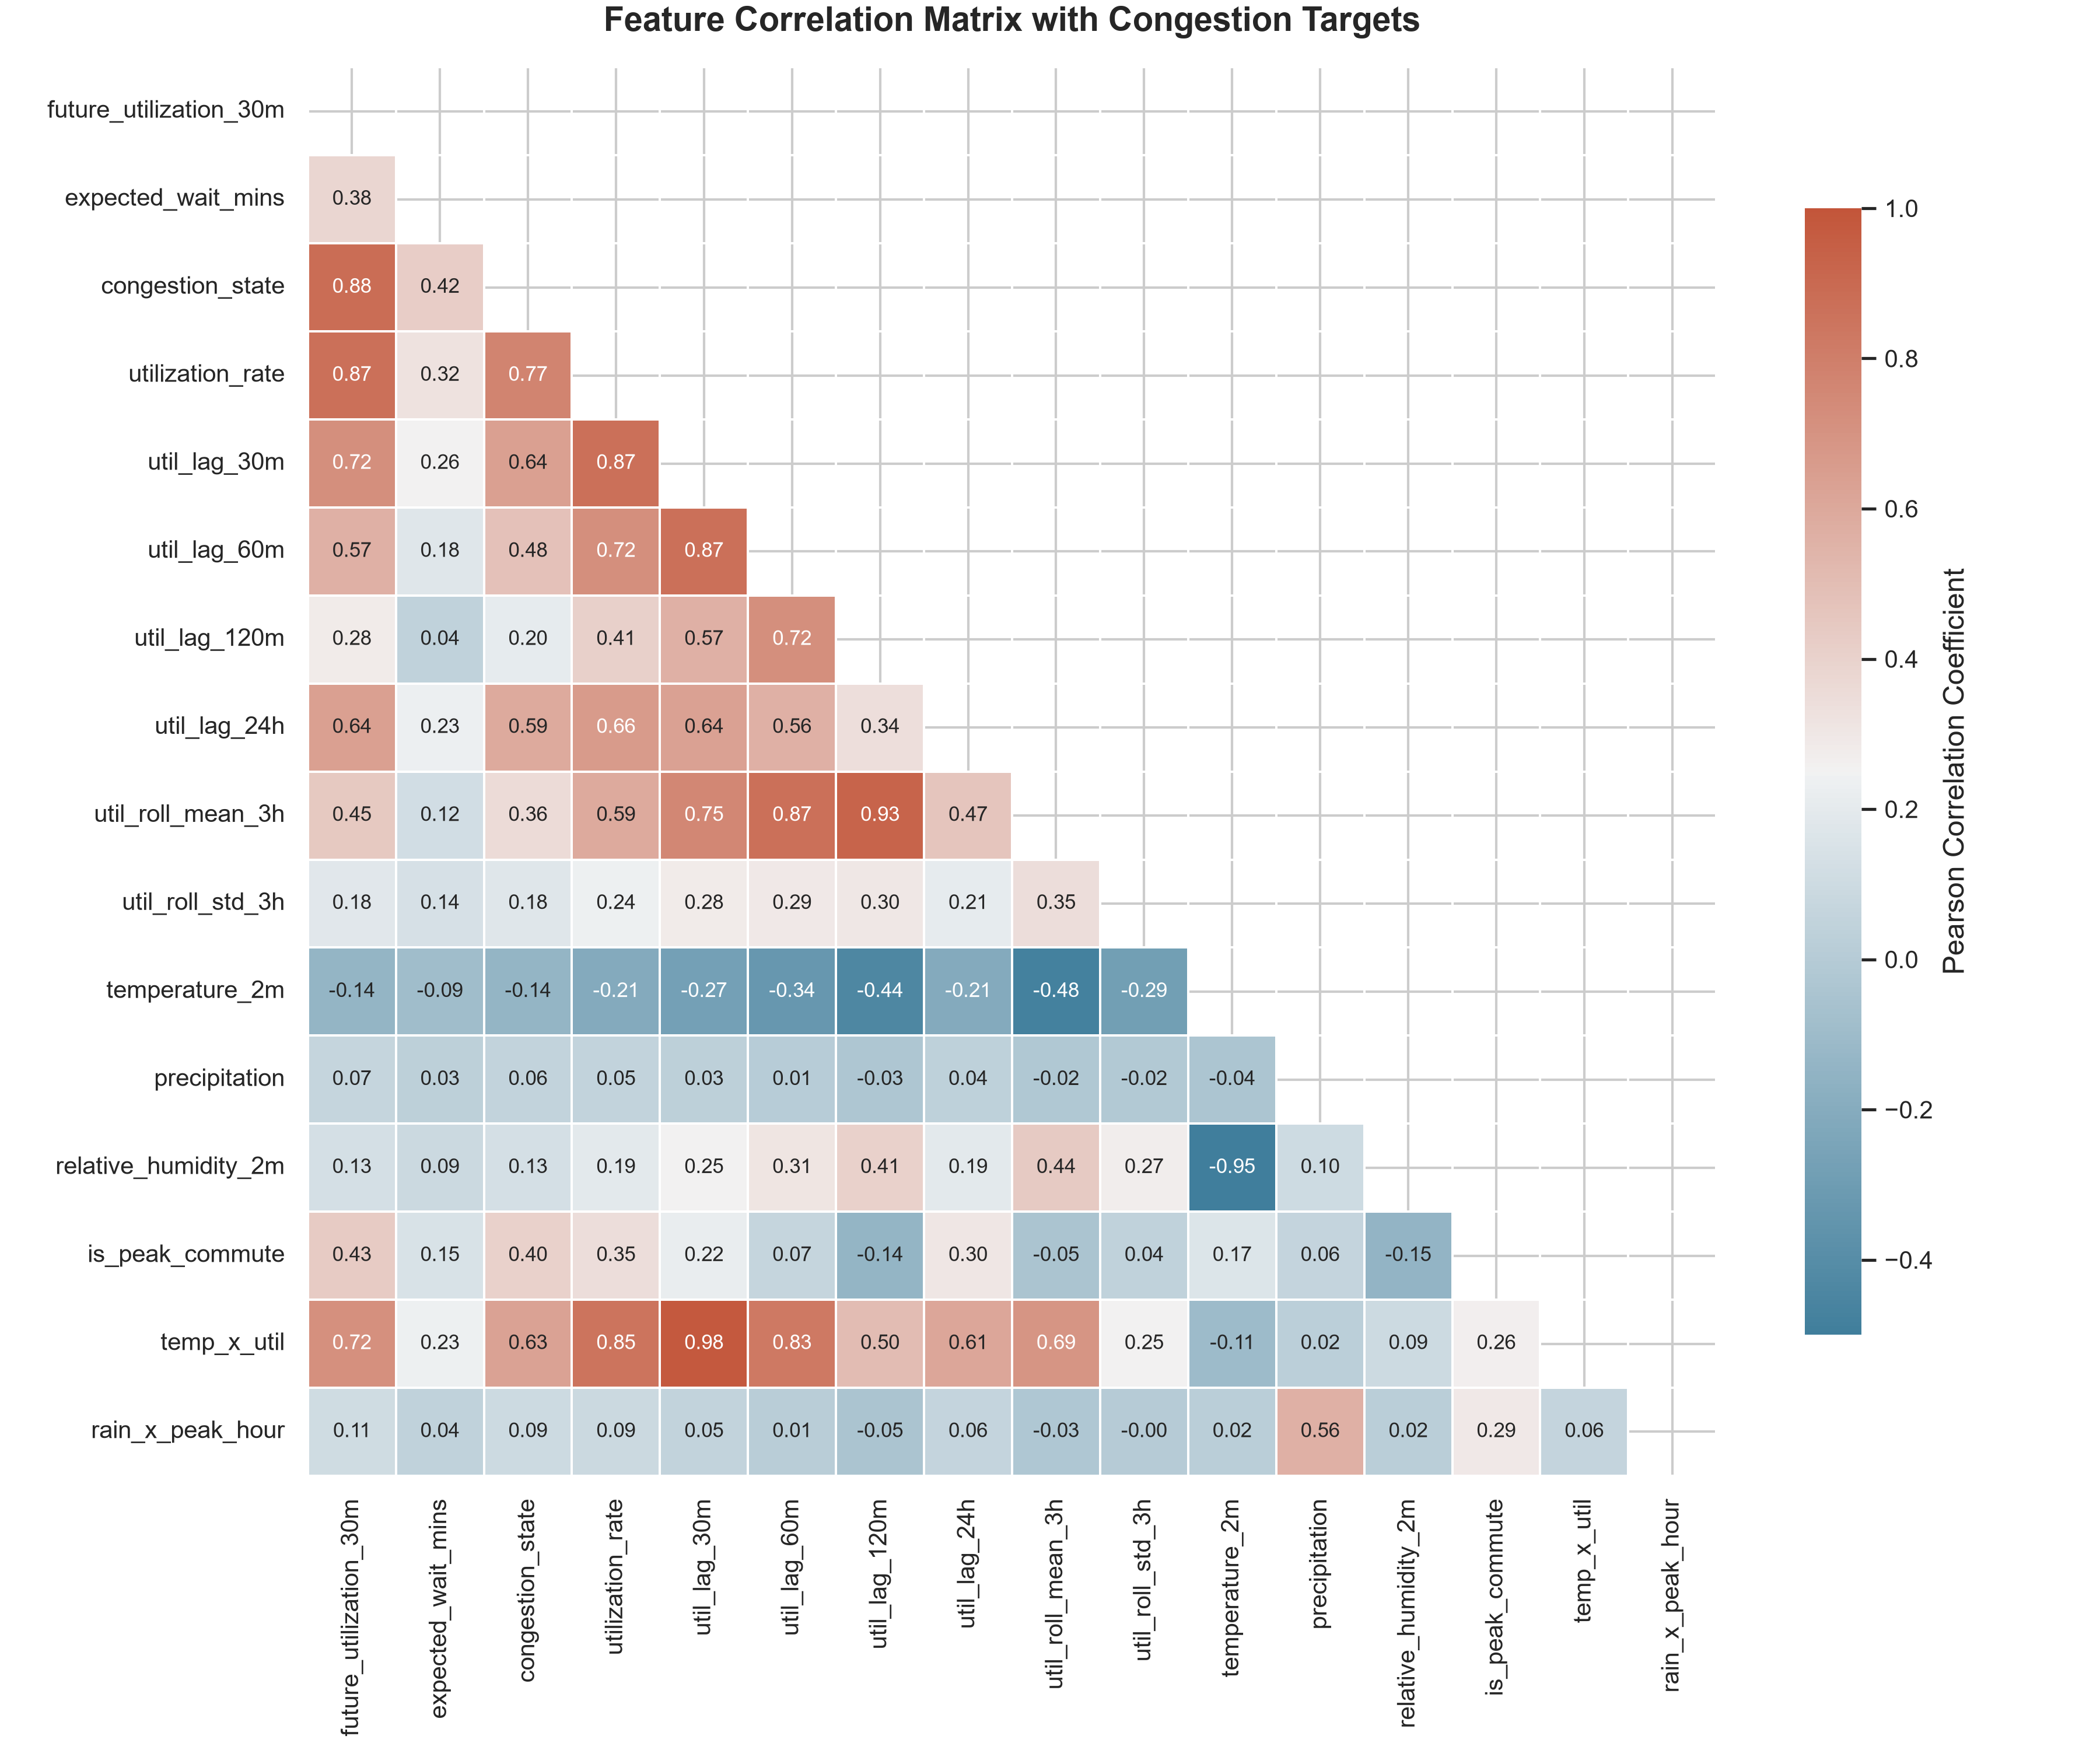 Feature Correlation Matrix with Congestion Targets
future_utilization_30m
expected_wait_mins 0.38
congestion_state 0.88 0.42
utilization_rate 0.87 0.32 0.77
util_lag_30m 0.72 0.26 0.64 0.87
util_lag_60m 0.57 0.18 0.48 0.72 0.87
util_lag_120m 0.28 0.04 0.20 0.41 0.57 0.72
util_lag_24h 0.64 0.23 0.59 0.66 0.64 0.56 0.34
util_roll_mean_3h 0.45 0.12 0.36 0.59 0.75 0.87 0.93 0.47
util_roll_std_3h 0.18 0.14 0.18 0.24 0.28 0.29 0.30 0.21 0.35
temperature_2m -0.14 -0.09 -0.14 -0.21 -0.27 -0.34 -0.44 -0.21 -0.48 -0.29
precipitation 0.07 0.03 0.06 0.05 0.03 0.01 -0.03 0.04 -0.02 -0.02 -0.04
relative_humidity_2m 0.13 0.09 0.13 0.19 0.25 0.31 0.41 0.19 0.44 0.27 -0.95 0.10
is_peak_commute 0.43 0.15 0.40 0.35 0.22 0.07 -0.14 0.30 -0.05 0.04 0.17 0.06 -0.15
temp_x_util 0.72 0.23 0.63 0.85 0.98 0.83 0.50 0.61 0.69 0.25 -0.11 0.02 0.09 0.26
rain_x_peak_hour 0.11 0.04 0.09 0.09 0.05 0.01 -0.05 0.06 -0.03 -0.00 0.02 0.56 0.02 0.29 0.06
future_utilization_30m
expected_wait_mins
congestion_state
utilization_rate
util_lag_30m
util_lag_60m
util_lag_120m
util_lag_24h
util_roll_mean_3h
util_roll_std_3h
temperature_2m
precipitation
relative_humidity_2m
is_peak_commute
temp_x_util
rain_x_peak_hour
1.0
0.8
0.6
0.4
0.2
0.0
−0.2
−0.4
Pearson Correlation Coefficient